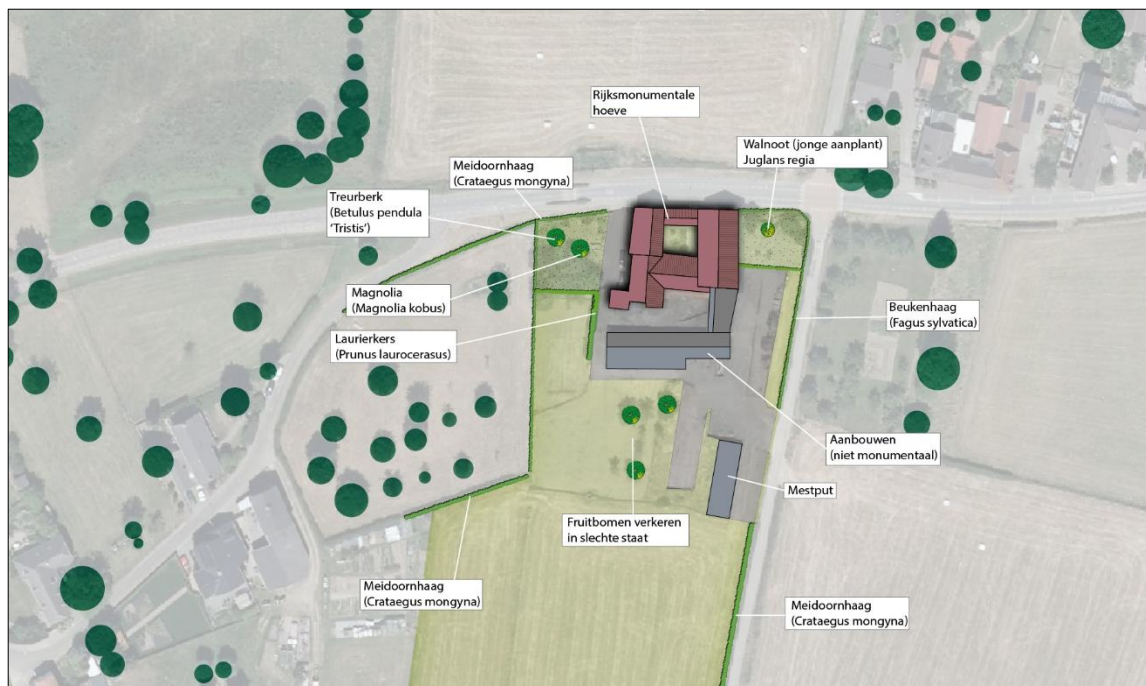 Rijksmonumentale
hoeve
Walnoot (jonge aanplant)
Juglans regia
Meidoornhaag
(Crataegus mongyna)
Treurberk
(Betulus pendula
'Tristis')
Magnolia
(Magnolia kobus)
Laurierkers
(Prunus laurocerasus)
Beukenhaag
(Fagus sylvatica)
Aanbouwen
(niet monumentaal)
Mestput
Fruitbomen verkeren
in slechte staat
Meidoornhaag
(Crataegus mongyna)
Meidoornhaag
(Crataegus mongyna)